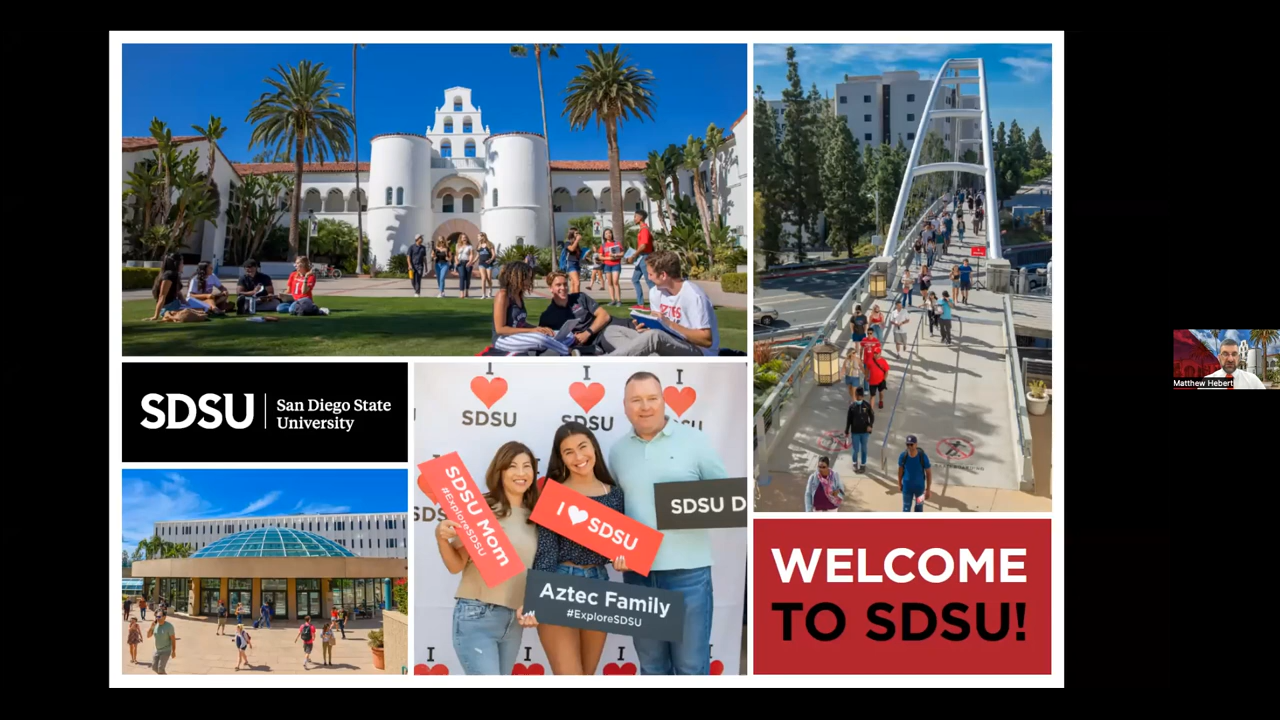 SDSU
San Diego State
University
I
SDSU
I
SDSU
I
SDSU Mom
#ExploreSDSU
I ♥ SDSU
SDSU D
Aztec Family
#ExploreSDSU
I
I
I
I
WELCOME
TO SDSU!
Matthew Hebert